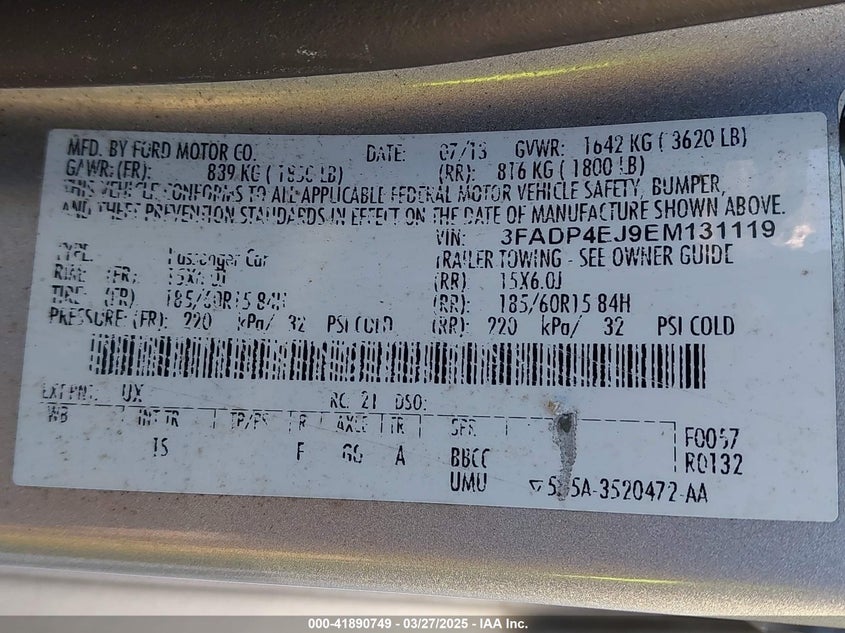 MFD. BY FORD MOTOR CO. DATE: 07/13 GVWR: 1642 KG ( 3620 LB)
GAWR: (FR): 839 KG ( 1850 LB) (RR): 816 KG ( 1800 LB)
THIS VEHICLE CONFORMS TO ALL APPLICABLE FEDERAL MOTOR VEHICLE SAFETY, BUMPER,
AND THEFT PREVENTION STANDARDS IN EFFECT ON THE DATE OF MANUFACTURE SHOWN ABOVE.
VIN: 3FADP4EJ9EM131119
TYPE: Passenger Car TRAILER TOWING - SEE OWNER GUIDE
RIM: (FR) 15X6.0J (RR) 15X6.0J
TIRE: (FR) 185/60R15 84H (RR): 185/60R15 84H
PRESSURE: (FR): 220 kPa/ 32 PSI COLD (RR): 220 kPa/ 32 PSI COLD
EXT PNT: UX RC: 21 DSO:
WB INT TR TP/PS R AXLE TR SPR
IS F GG A BBCC
UMU
F0057
R0132
3520472-AA
000-41890749 — 03/27/2025 — IAA Inc.